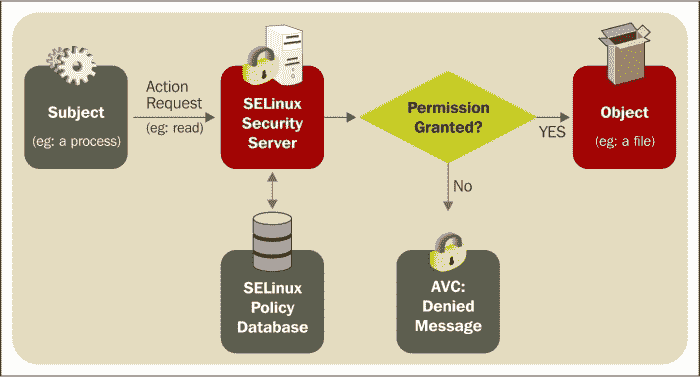 Subject
(eg: a process)
Action
Request
(eg: read)
SELinux
Security
Server
Permission
Granted?
YES
Object
(eg: a file)
No
SELinux
Policy
Database
AVC:
Denied
Message